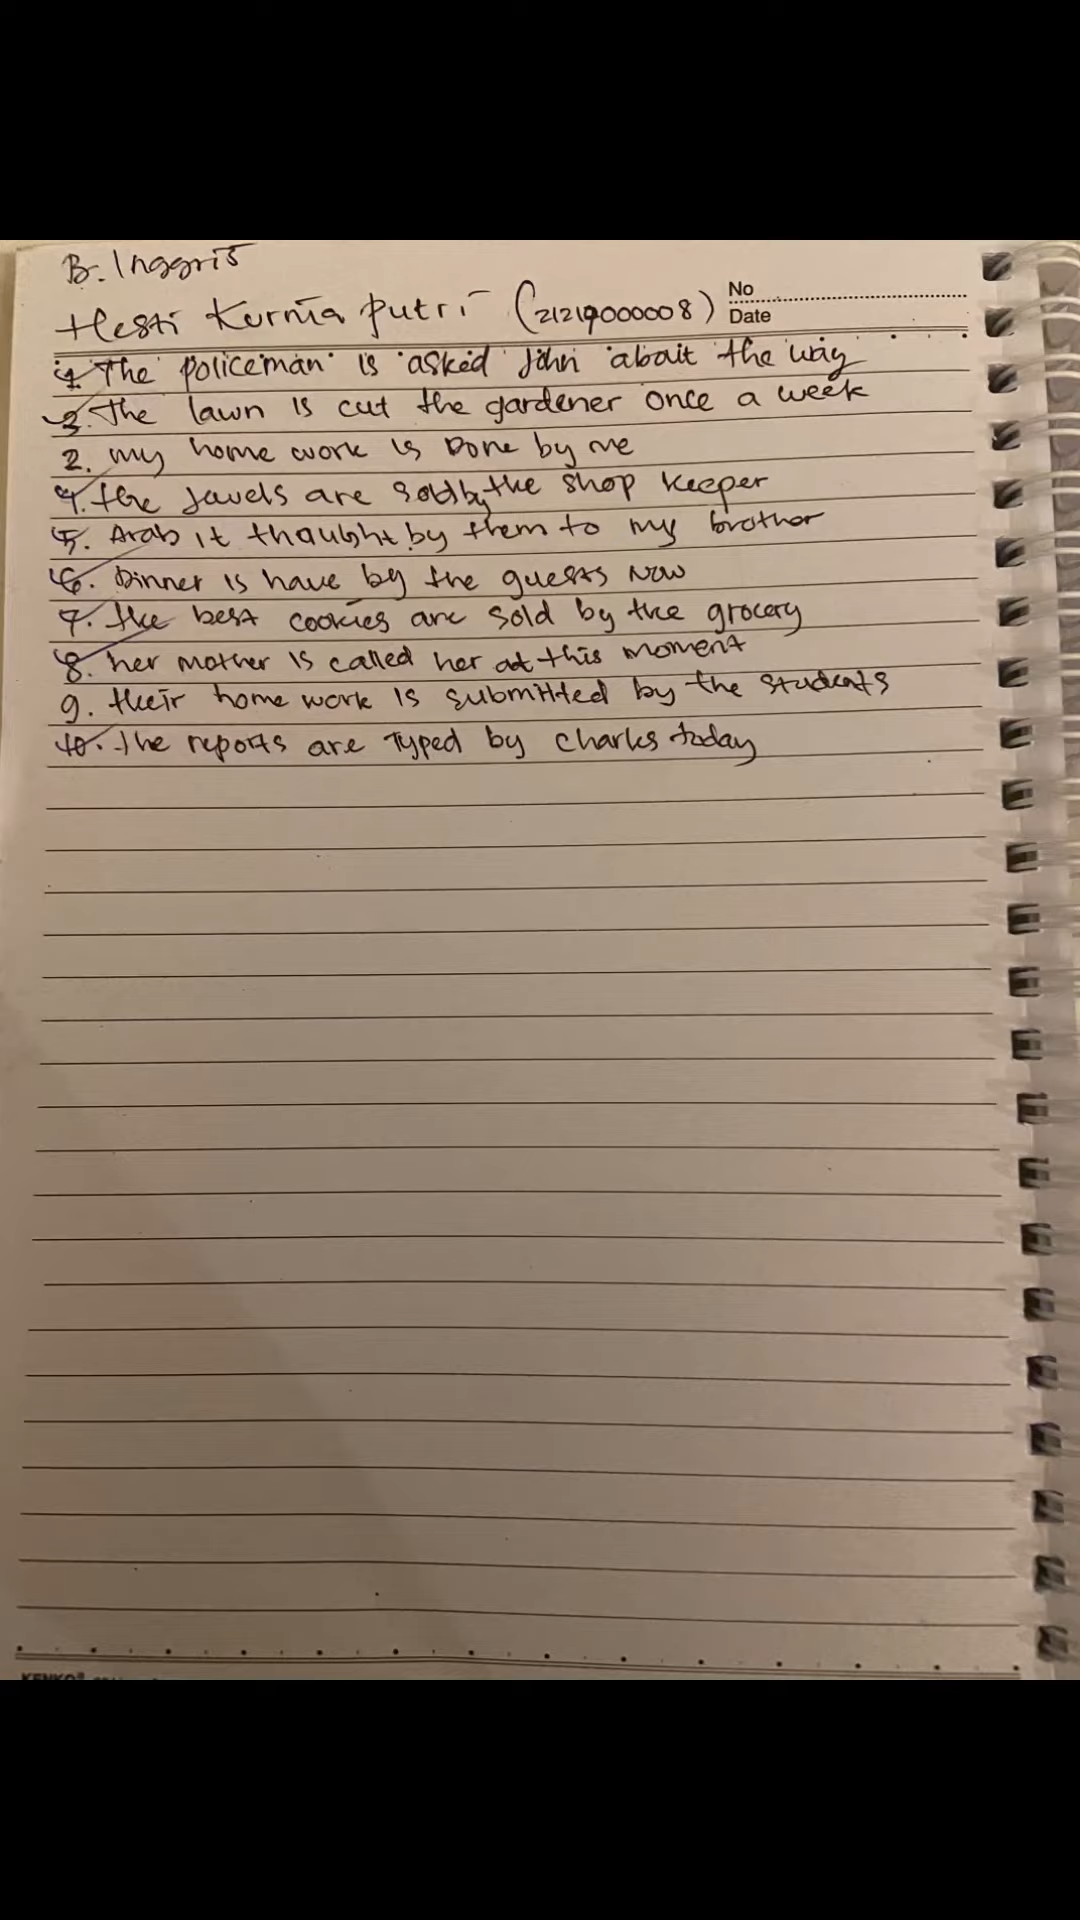 B. Inggris
Hesti Kurnia Putri (2121900008)
No
Date
1. The policeman is asked John about the way
3. The lawn is cut the gardener once a week
2. my home work is Done by me
4. the Jawels are sold by the shop keeper
5. Arab it thaught by them to my brother
6. Dinner is have by the guests now
7. the best cookies are sold by the grocery
8. her mother is called her at this moment
9. their home work is submitted by the students
10. The reports are Typed by Charks today
KENKO